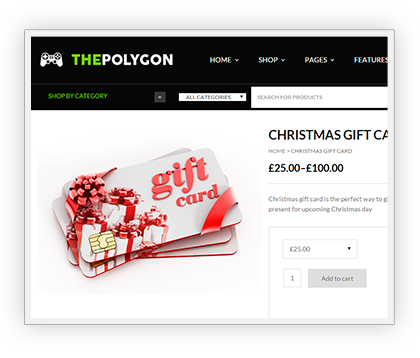 THEPOLYGON
HOME SHOP PAGES FEATURES
SHOP BY CATEGORY
ALL CATEGORIES
SEARCH FOR PRODUCTS
CHRISTMAS GIFT CA
HOME > CHRISTMAS GIFT CARD
£25.00–£100.00
Christmas gift card is the perfect way to gi
present for upcoming Christmas day
£25.00
1
Add to cart
gift
card